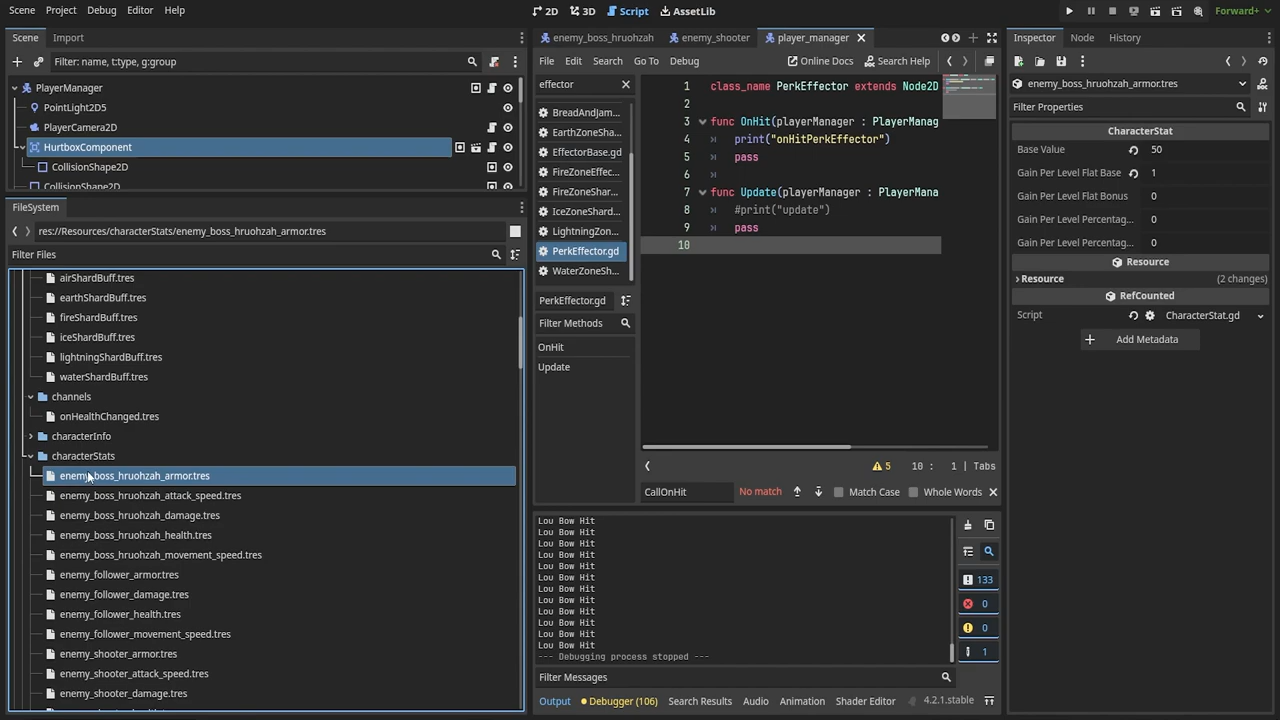 Scene Project Debug Editor Help
2D 3D Script AssetLib
Forward+
Scene Import
Filter: name, t:type, g:group
PlayerManager
PointLight2D5
PlayerCamera2D
HurtboxComponent
CollisionShape2D
CollisionShape2D
FileSystem
res://Resources/characterStats/enemy_boss_hruohzah_armor.tres
Filter Files
airShardBuff.tres
earthShardBuff.tres
fireShardBuff.tres
iceShardBuff.tres
lightningShardBuff.tres
waterShardBuff.tres
channels
onHealthChanged.tres
characterInfo
characterStats
enemy_boss_hruohzah_armor.tres
enemy_boss_hruohzah_attack_speed.tres
enemy_boss_hruohzah_damage.tres
enemy_boss_hruohzah_health.tres
enemy_boss_hruohzah_movement_speed.tres
enemy_follower_armor.tres
enemy_follower_damage.tres
enemy_follower_health.tres
enemy_follower_movement_speed.tres
enemy_shooter_armor.tres
enemy_shooter_attack_speed.tres
enemy_shooter_damage.tres
enemy_boss_hruohzah enemy_shooter player_manager
File Edit Search Go To Debug Online Docs Search Help
effector
BreadAndJam...
EarthZoneSha...
EffectorBase.gd
FireZoneEffec...
FireZoneShar...
IceZoneShard...
LightningZon...
PerkEffector.gd
WaterZoneSh...
PerkEffector.gd
Filter Methods
OnHit
Update
1 class_name PerkEffector extends Node2D
2
3 func OnHit(playerManager : PlayerManag
4 print("onHitPerkEffector")
5 pass
6
7 func Update(playerManager : PlayerMana
8 #print("update")
9 pass
10
5 10 : 1 | Tabs
CallOnHit No match Match Case Whole Words
Lou Bow Hit
Lou Bow Hit
Lou Bow Hit
Lou Bow Hit
Lou Bow Hit
Lou Bow Hit
Lou Bow Hit
Lou Bow Hit
Lou Bow Hit
Lou Bow Hit
Lou Bow Hit
Lou Bow Hit
--- Debugging process stopped ---
133
0
0
1
Filter Messages
Output Debugger (106) Search Results Audio Animation Shader Editor 4.2.1.stable
Inspector Node History
enemy_boss_hruohzah_armor.tres
Filter Properties
CharacterStat
Base Value 50
Gain Per Level Flat Base 1
Gain Per Level Flat Bonus 0
Gain Per Level Percentag... 0
Gain Per Level Percentag... 0
Resource
Resource (2 changes)
RefCounted
Script CharacterStat.gd
Add Metadata